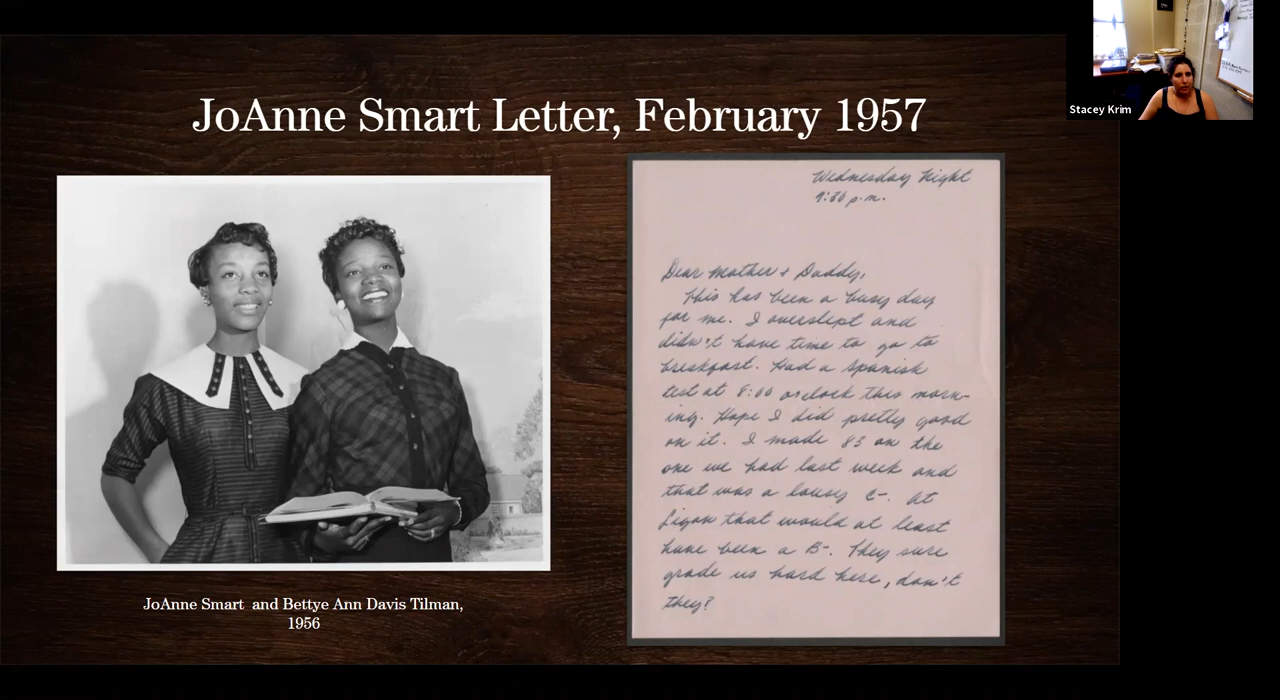 JoAnne Smart Letter, February 1957
Stacey Krim
Wednesday Night
9:30 p.m.
Dear Mother + Daddy,
This has been a busy day
for me. I overslept and
didn't have time to go to
breakfast. Had a Spanish
test at 8:00 o'clock this morn-
ing. Hope I did pretty good
on it. I made 83 on the
one we had last week and
that was a lousy C-. At
Ligon that would at least
have been a B-. They sure
grade us hard here, don't
they?
JoAnne Smart and Bettye Ann Davis Tilman,
1956